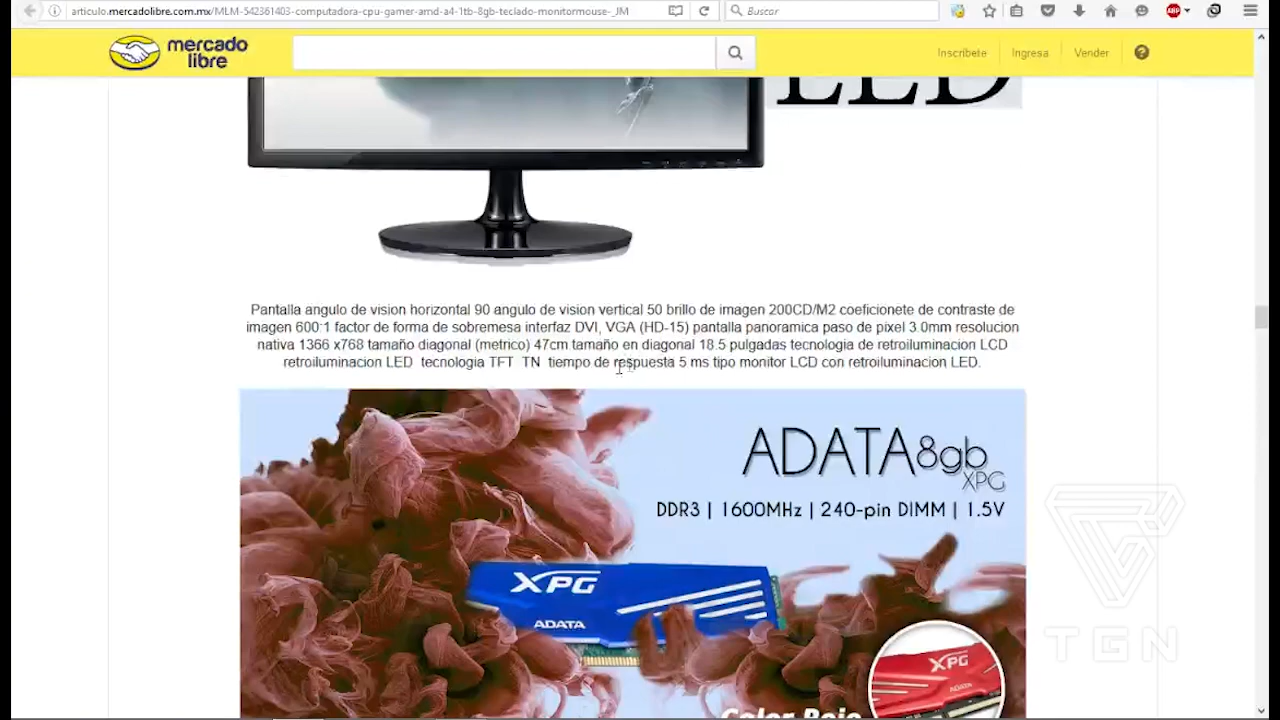 articulo.mercadolibre.com.mx/MLM-542361403-computadora-cpu-gamer-amd-a4-1tb-8gb-teclado-monitormouse-_JM
Buscar
ABP
mercado
libre
Inscríbete
Ingresa
Vender
?
LED
Pantalla angulo de vision horizontal 90 angulo de vision vertical 50 brillo de imagen 200CD/M2 coeficionete de contraste de
imagen 600:1 factor de forma de sobremesa interfaz DVI, VGA (HD-15) pantalla panoramica paso de pixel 3.0mm resolucion
nativa 1366 x768 tamaño diagonal (metrico) 47cm tamaño en diagonal 18.5 pulgadas tecnologia de retroiluminacion LCD
retroiluminacion LED tecnologia TFT TN tiempo de respuesta 5 ms tipo monitor LCD con retroiluminacion LED.
ADATA 8gb
XPG
DDR3 | 1600MHz | 240-pin DIMM | 1.5V
XPG
ADATA
XPG
ADATA
Color Rojo
TGN